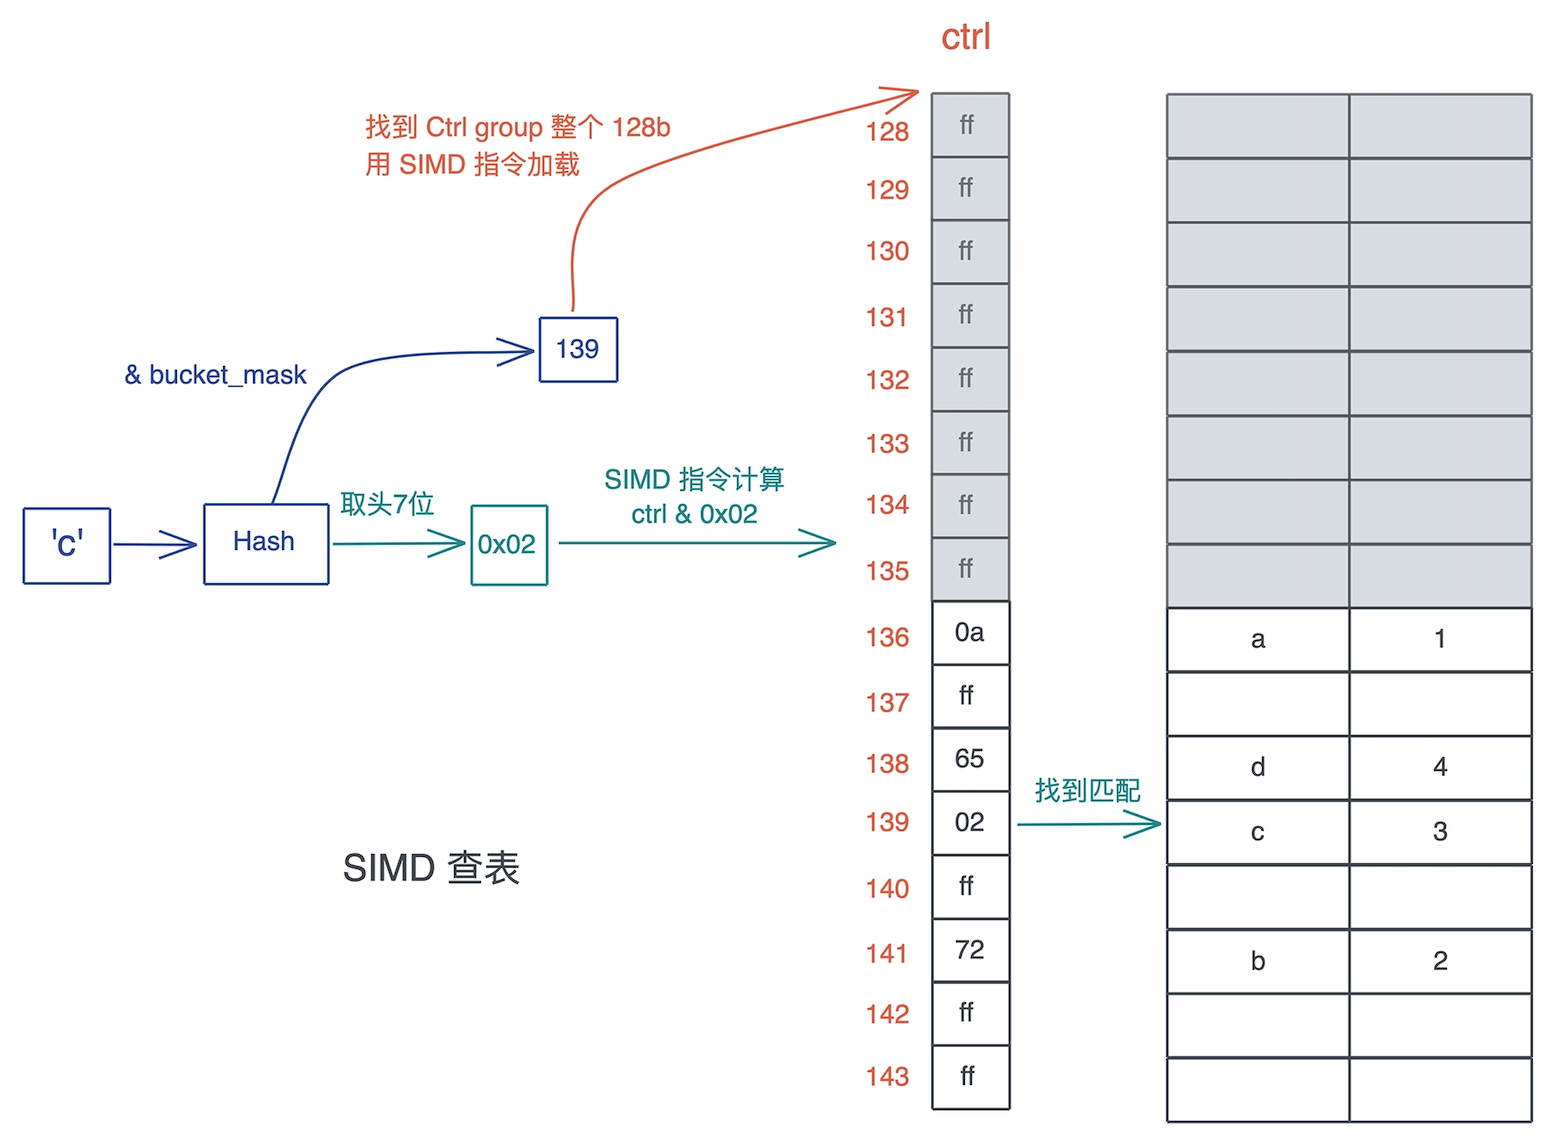 ctrl
找到 Ctrl group 整个 128b
用 SIMD 指令加载
& bucket_mask
139
'c'
Hash
取头7位
0x02
SIMD 指令计算
ctrl & 0x02
SIMD 查表
128 ff
129 ff
130 ff
131 ff
132 ff
133 ff
134 ff
135 ff
136 0a a 1
137 ff
138 65 d 4
139 02 找到匹配 c 3
140 ff
141 72 b 2
142 ff
143 ff